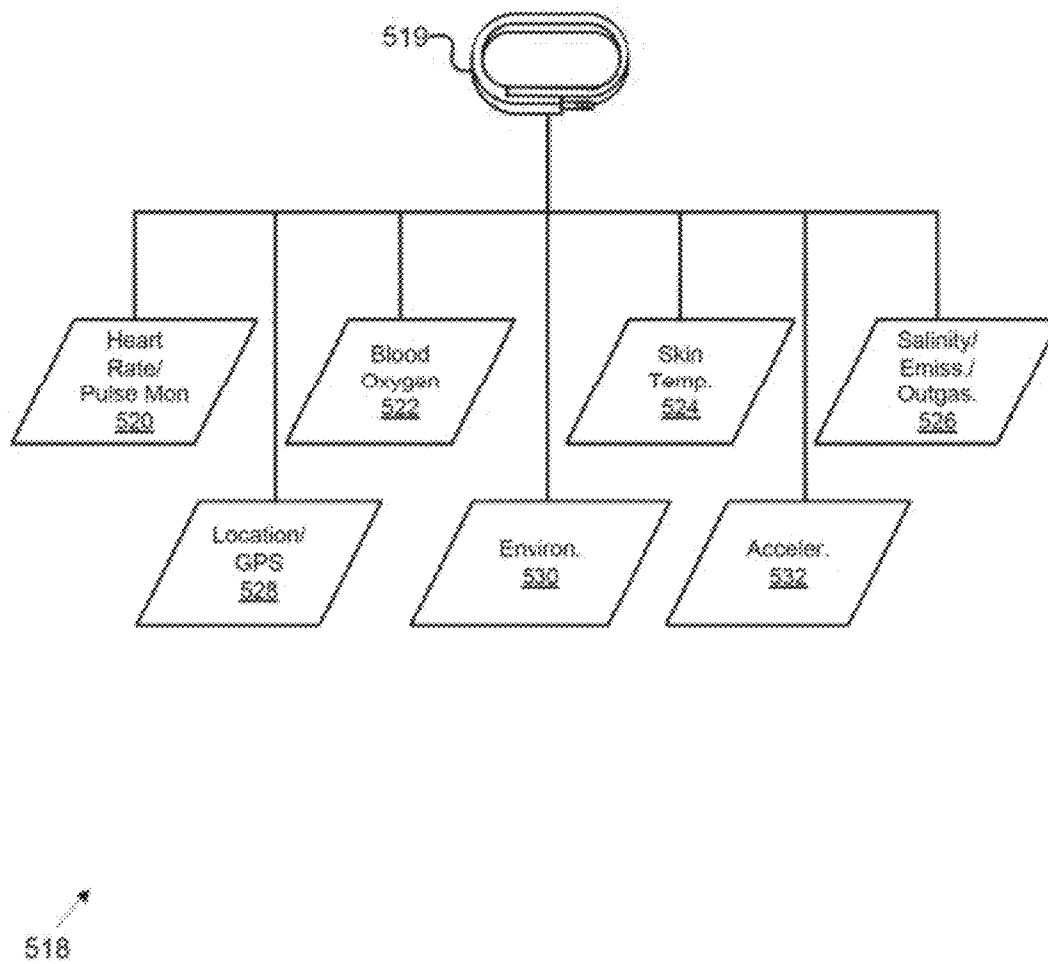 519
Heart
Rate/
Pulse Mon
520
Blood
Oxygen
522
Skin
Temp.
524
Salinity/
Emiss./
Outgas.
526
Location/
GPS
528
Environ.
530
Acceler.
532
518